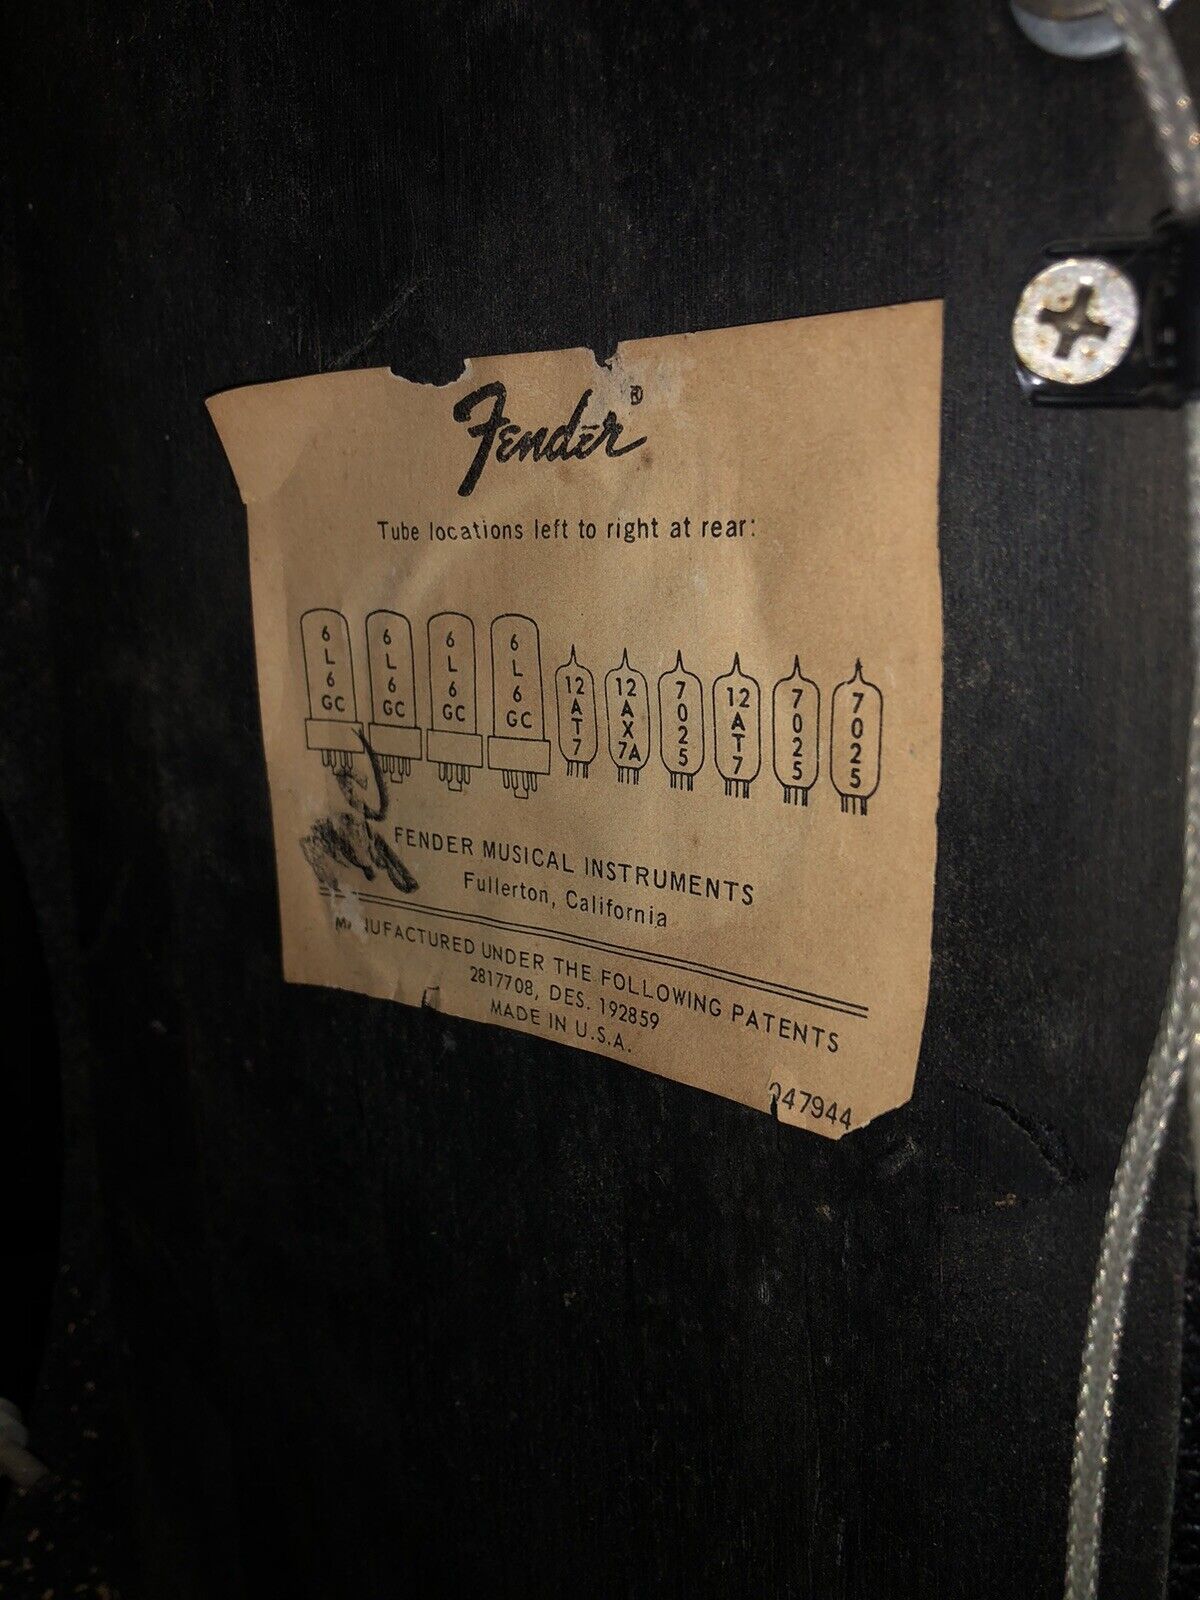 Fender®
Tube locations left to right at rear:
6L6GC 6L6GC 6L6GC 6L6GC 12AT7 12AX7A 7025 12AT7 7025 7025
FENDER MUSICAL INSTRUMENTS
Fullerton, California
MANUFACTURED UNDER THE FOLLOWING PATENTS
2817708, DES. 192859
MADE IN U.S.A.
47944